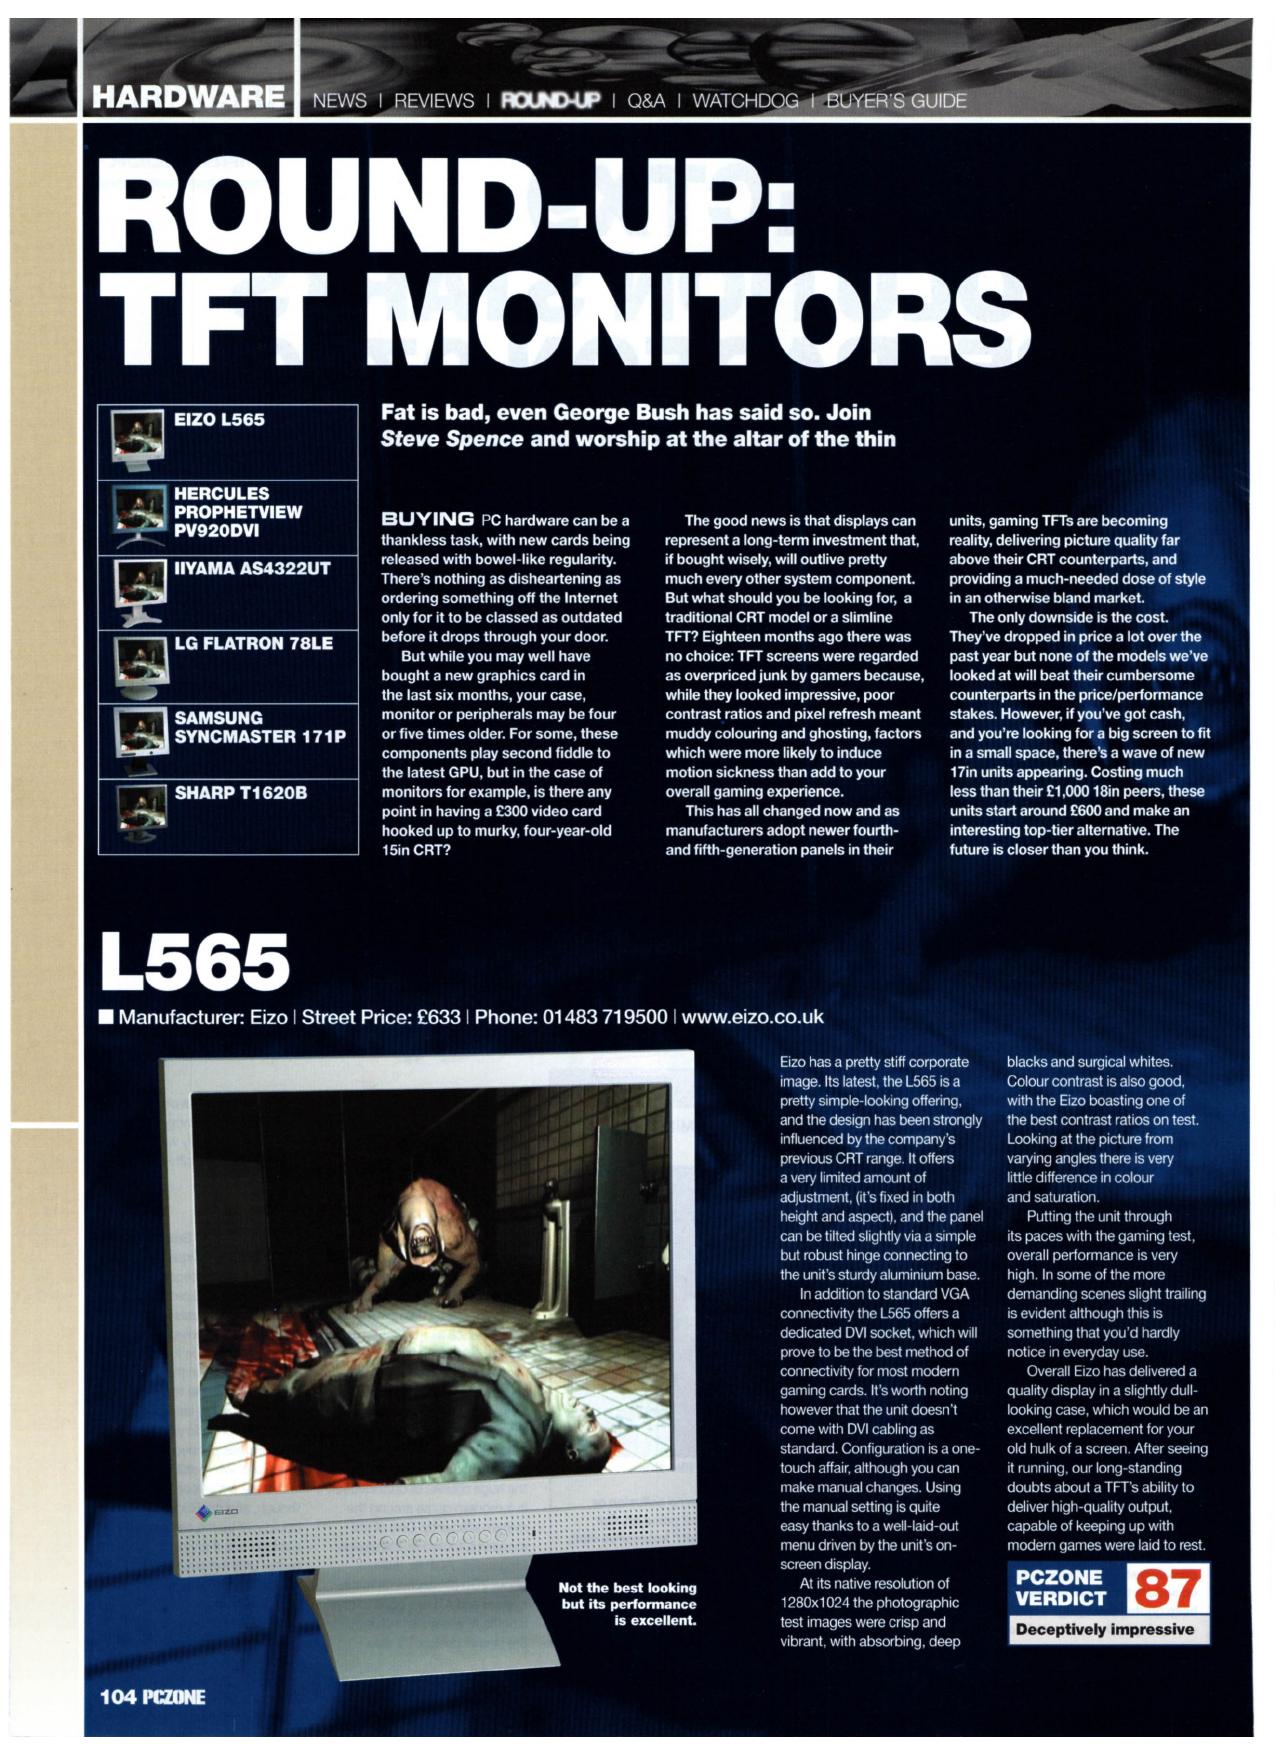 HARDWARE
NEWS | REVIEWS | ROUND-UP | Q&A | WATCHDOG | BUYER'S GUIDE
ROUND-UP:
TFT MONITORS
EIZO L565
HERCULES
PROPHETVIEW
PV920DVI
IIYAMA AS4322UT
LG FLATRON 78LE
SAMSUNG
SYNCMASTER 171P
SHARP T1620B
Fat is bad, even George Bush has said so. Join
Steve Spence and worship at the altar of the thin
BUYING PC hardware can be a
thankless task, with new cards being
released with bowel-like regularity.
There's nothing as disheartening as
ordering something off the Internet
only for it to be classed as outdated
before it drops through your door.
But while you may well have
bought a new graphics card in
the last six months, your case,
monitor or peripherals may be four
or five times older. For some, these
components play second fiddle to
the latest GPU, but in the case of
monitors for example, is there any
point in having a £300 video card
hooked up to murky, four-year-old
15in CRT?
The good news is that displays can
represent a long-term investment that,
if bought wisely, will outlive pretty
much every other system component.
But what should you be looking for, a
traditional CRT model or a slimline
TFT? Eighteen months ago there was
no choice: TFT screens were regarded
as overpriced junk by gamers because,
while they looked impressive, poor
contrast ratios and pixel refresh meant
muddy colouring and ghosting, factors
which were more likely to induce
motion sickness than add to your
overall gaming experience.
This has all changed now and as
manufacturers adopt newer fourth-
and fifth-generation panels in their
units, gaming TFTs are becoming
reality, delivering picture quality far
above their CRT counterparts, and
providing a much-needed dose of style
in an otherwise bland market.
The only downside is the cost.
They've dropped in price a lot over the
past year but none of the models we've
looked at will beat their cumbersome
counterparts in the price/performance
stakes. However, if you've got cash,
and you're looking for a big screen to fit
in a small space, there's a wave of new
17in units appearing. Costing much
less than their £1,000 18in peers, these
units start around £600 and make an
interesting top-tier alternative. The
future is closer than you think.
L565
■ Manufacturer: Eizo | Street Price: £633 | Phone: 01483 719500 | www.eizo.co.uk
EIZO
Not the best looking
but its performance
is excellent.
Eizo has a pretty stiff corporate
image. Its latest, the L565 is a
pretty simple-looking offering,
and the design has been strongly
influenced by the company's
previous CRT range. It offers
a very limited amount of
adjustment, (it's fixed in both
height and aspect), and the panel
can be tilted slightly via a simple
but robust hinge connecting to
the unit's sturdy aluminium base.
In addition to standard VGA
connectivity the L565 offers a
dedicated DVI socket, which will
prove to be the best method of
connectivity for most modern
gaming cards. It's worth noting
however that the unit doesn't
come with DVI cabling as
standard. Configuration is a one-
touch affair, although you can
make manual changes. Using
the manual setting is quite
easy thanks to a well-laid-out
menu driven by the unit's on-
screen display.
At its native resolution of
1280x1024 the photographic
test images were crisp and
vibrant, with absorbing, deep
blacks and surgical whites.
Colour contrast is also good,
with the Eizo boasting one of
the best contrast ratios on test.
Looking at the picture from
varying angles there is very
little difference in colour
and saturation.
Putting the unit through
its paces with the gaming test,
overall performance is very
high. In some of the more
demanding scenes slight trailing
is evident although this is
something that you'd hardly
notice in everyday use.
Overall Eizo has delivered a
quality display in a slightly dull-
looking case, which would be an
excellent replacement for your
old hulk of a screen. After seeing
it running, our long-standing
doubts about a TFT's ability to
deliver high-quality output,
capable of keeping up with
modern games were laid to rest.
PCZONE
VERDICT
87
Deceptively impressive
104 PCZONE